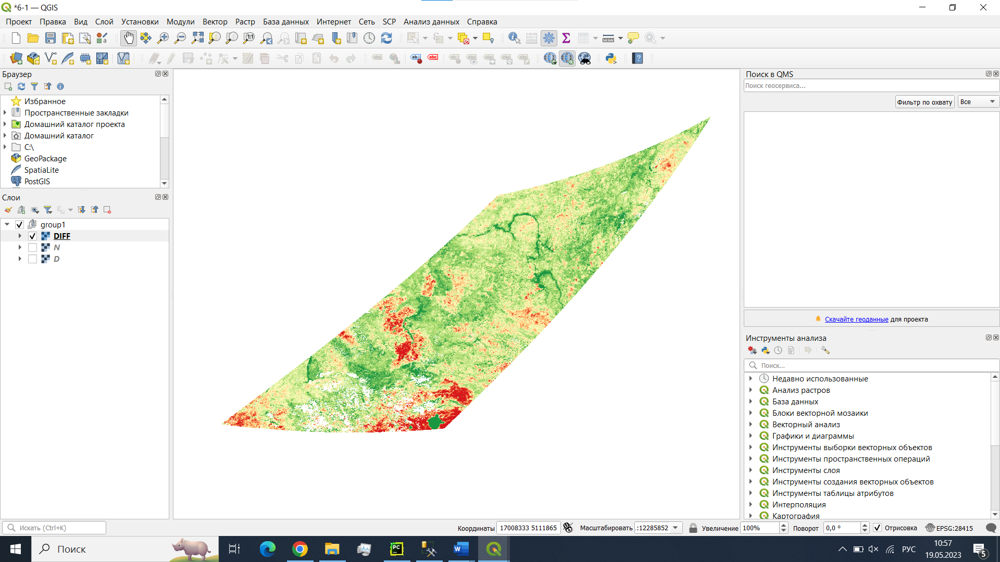 *6-1 — QGIS
Проект Правка Вид Слой Установки Модули Вектор Растр База данных Интернет Сеть SCP Анализ данных Справка
Браузер
Избранное
Пространственные закладки
Домашний каталог проекта
Домашний каталог
C:\
GeoPackage
SpatiaLite
PostGIS
Слои
group1
DIFF
N
D
Поиск в QMS
Поиск геосервиса...
Фильтр по охвату
Все
Скачайте геоданные для проекта
Инструменты анализа
Поиск...
Недавно использованные
Анализ растров
База данных
Блоки векторной мозаики
Векторный анализ
Графики и диаграммы
Инструменты выборки векторных объектов
Инструменты пространственных операций
Инструменты слоя
Инструменты создания векторных объектов
Инструменты таблицы атрибутов
Интерполяция
Картография
Искать (Ctrl+K)
Координаты 17008333 5111865 Масштабировать .:12285852 Увеличение 100% Поворот 0,0 ° Отрисовка EPSG:28415
Поиск
РУС
10:57
19.05.2023
5